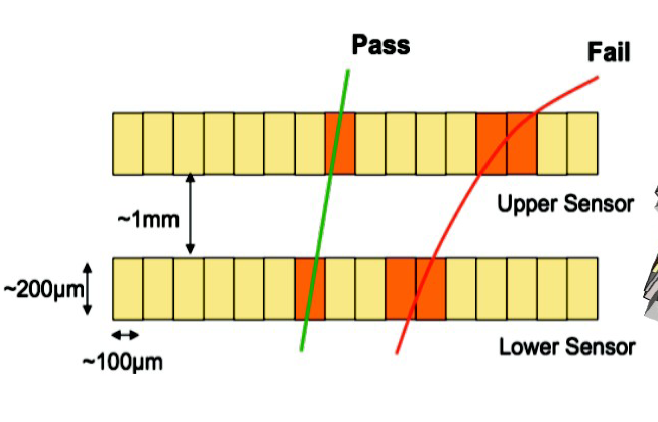 Pass
Fail
Upper Sensor
~1mm
~200µm
Lower Sensor
~100µm